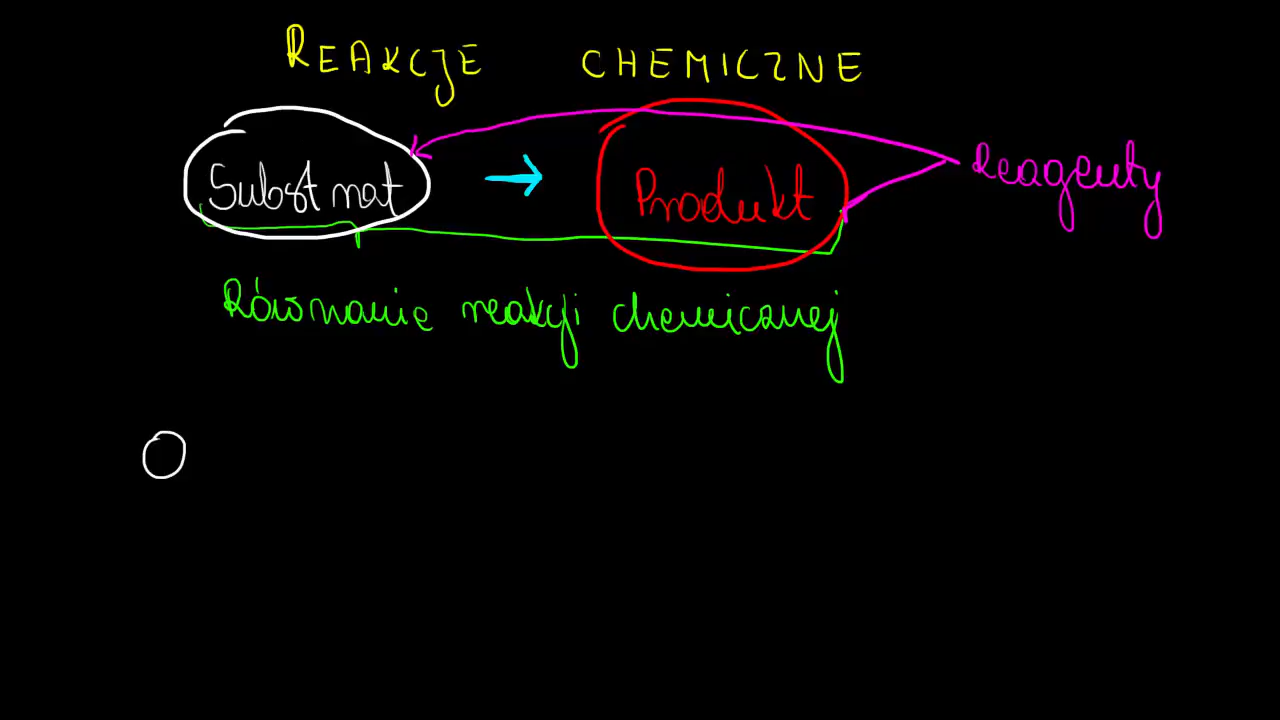 REAKCJE CHEMICZNE
Substrat → Produkt
Reagenty
Równanie reakcji chemicznej